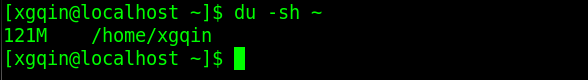 [xgqin@localhost ~]$ du -sh ~
121M    /home/xgqin
[xgqin@localhost ~]$